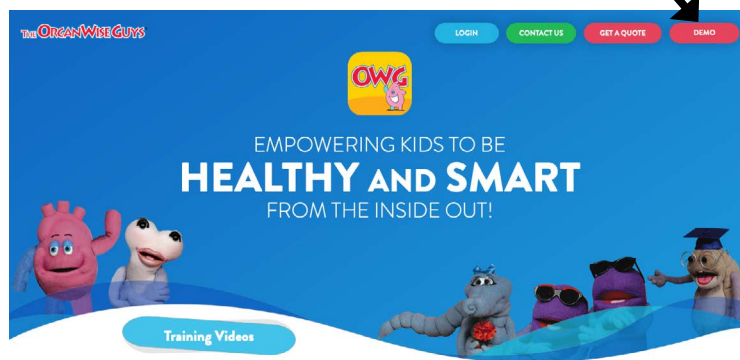 The OrganWise Guys
LOGIN
CONTACT US
GET A QUOTE
DEMO
OWG
EMPOWERING KIDS TO BE
HEALTHY AND SMART
FROM THE INSIDE OUT!
Training Videos